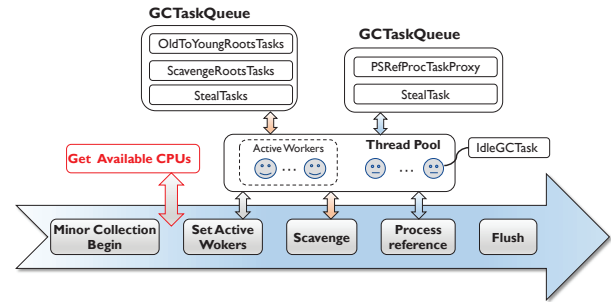 GCTaskQueue
OldToYoungRootsTasks
ScavengeRootsTasks
StealTasks
GCTaskQueue
PSRefProcTaskProxy
StealTask
Get Available CPUs
Active Workers
Thread Pool
... ...
IdleGCTask
Minor Collection
Begin
Set Active
Wokers
Scavenge
Process
reference
Flush